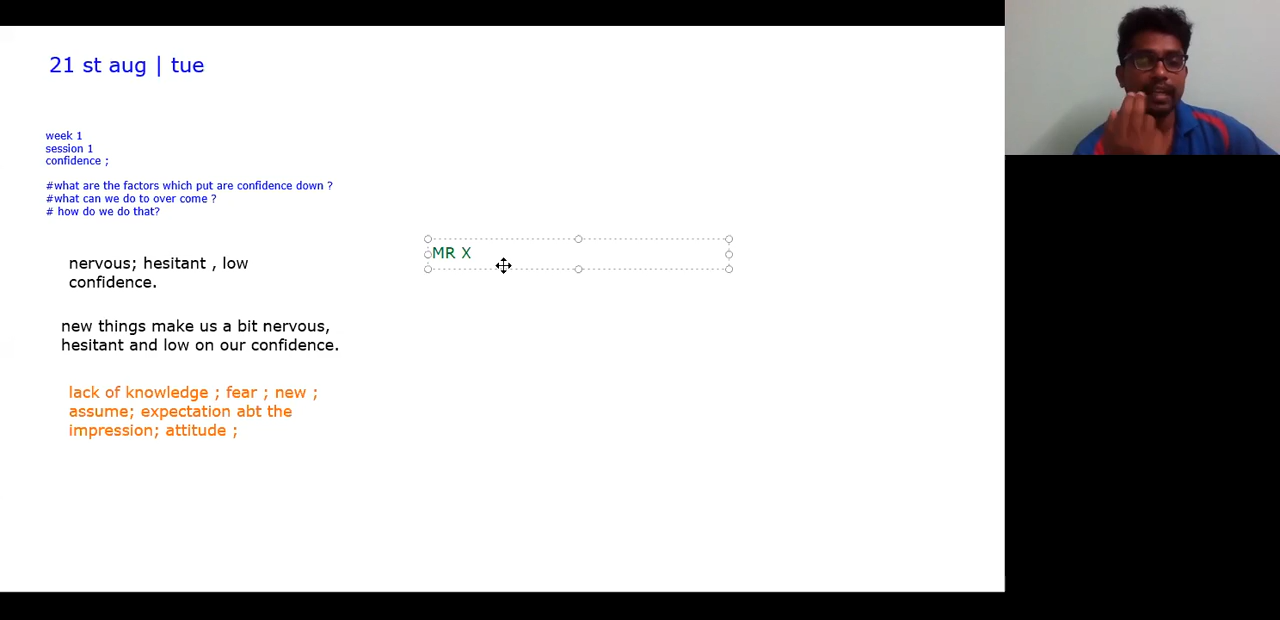 21 st aug | tue
week 1
session 1
confidence ;
#what are the factors which put are confidence down ?
#what can we do to over come ?
# how do we do that?
nervous; hesitant , low
confidence.
new things make us a bit nervous,
hesitant and low on our confidence.
lack of knowledge ; fear ; new ;
assume; expectation abt the
impression; attitude ;
MR X